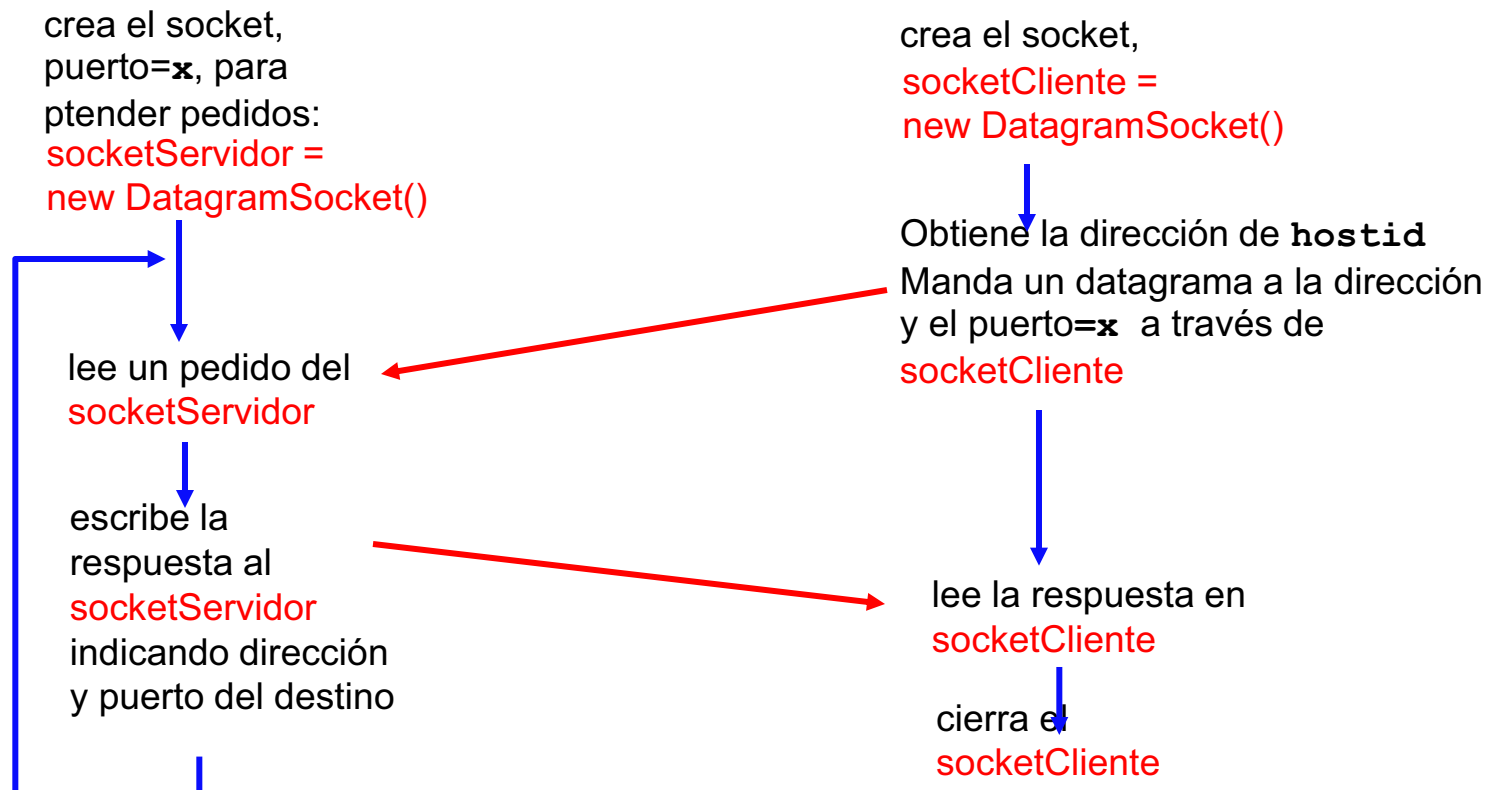 crea el socket,
puerto=x, para
ptender pedidos:
socketServidor =
new DatagramSocket()
lee un pedido del
socketServidor
escribe la
respuesta al
socketServidor
indicando dirección
y puerto del destino
crea el socket,
socketCliente =
new DatagramSocket()
Obtiene la dirección de hostid
Manda un datagrama a la dirección
y el puerto=x a través de
socketCliente
lee la respuesta en
socketCliente
cierra el
socketCliente